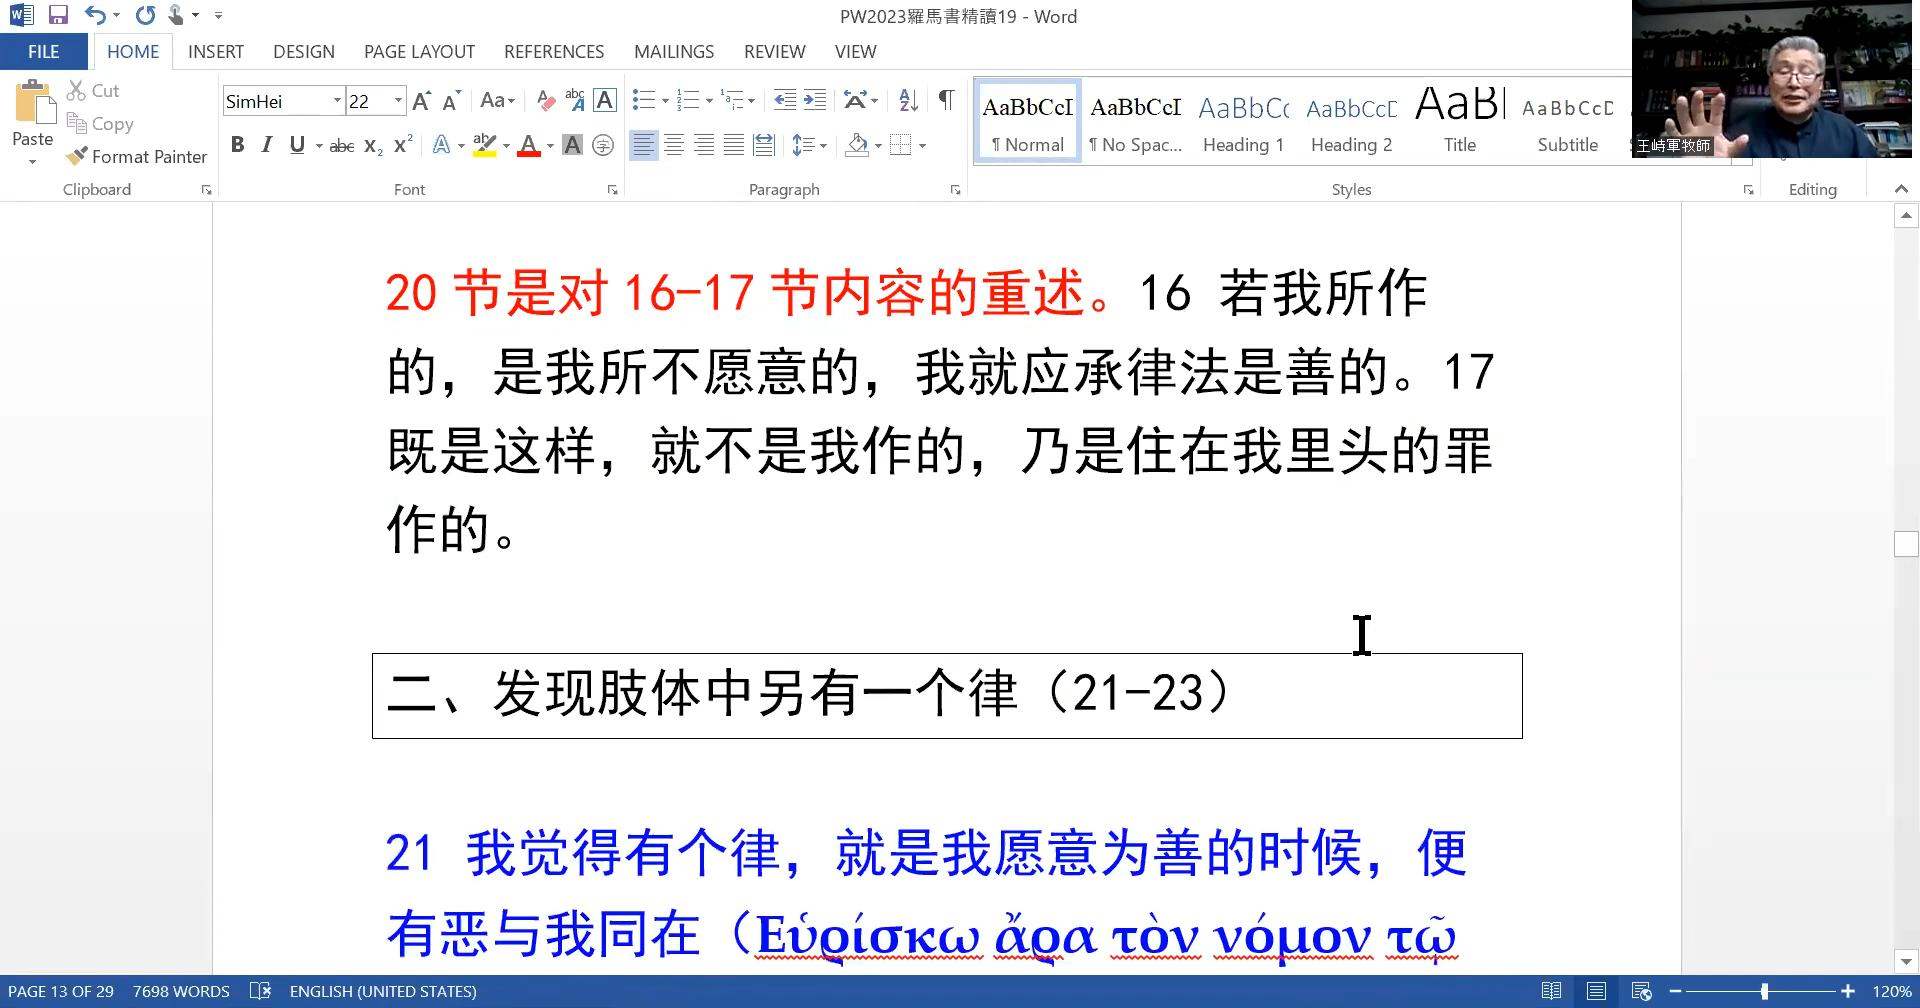 PW2023羅馬書精讀19 - Word
FILE HOME INSERT DESIGN PAGE LAYOUT REFERENCES MAILINGS REVIEW VIEW
Paste
Cut
Copy
Format Painter
Clipboard
SimHei 22
Font
Paragraph
AaBbCcI AaBbCcI AaBbCc AaBbCcD AaBl AaBbCcD
¶ Normal ¶ No Spac... Heading 1 Heading 2 Title Subtitle
Styles
Editing
王峙軍牧師
20 节是对 16-17 节内容的重述。16 若我所作
的，是我所不愿意的，我就应承律法是善的。17
既是这样，就不是我作的，乃是住在我里头的罪
作的。
二、发现肢体中另有一个律（21-23）
21 我觉得有个律，就是我愿意为善的时候，便
有恶与我同在（Εὑρίσκω ἄρα τὸν νόμον τῷ
PAGE 13 OF 29 7698 WORDS ENGLISH (UNITED STATES) 120%